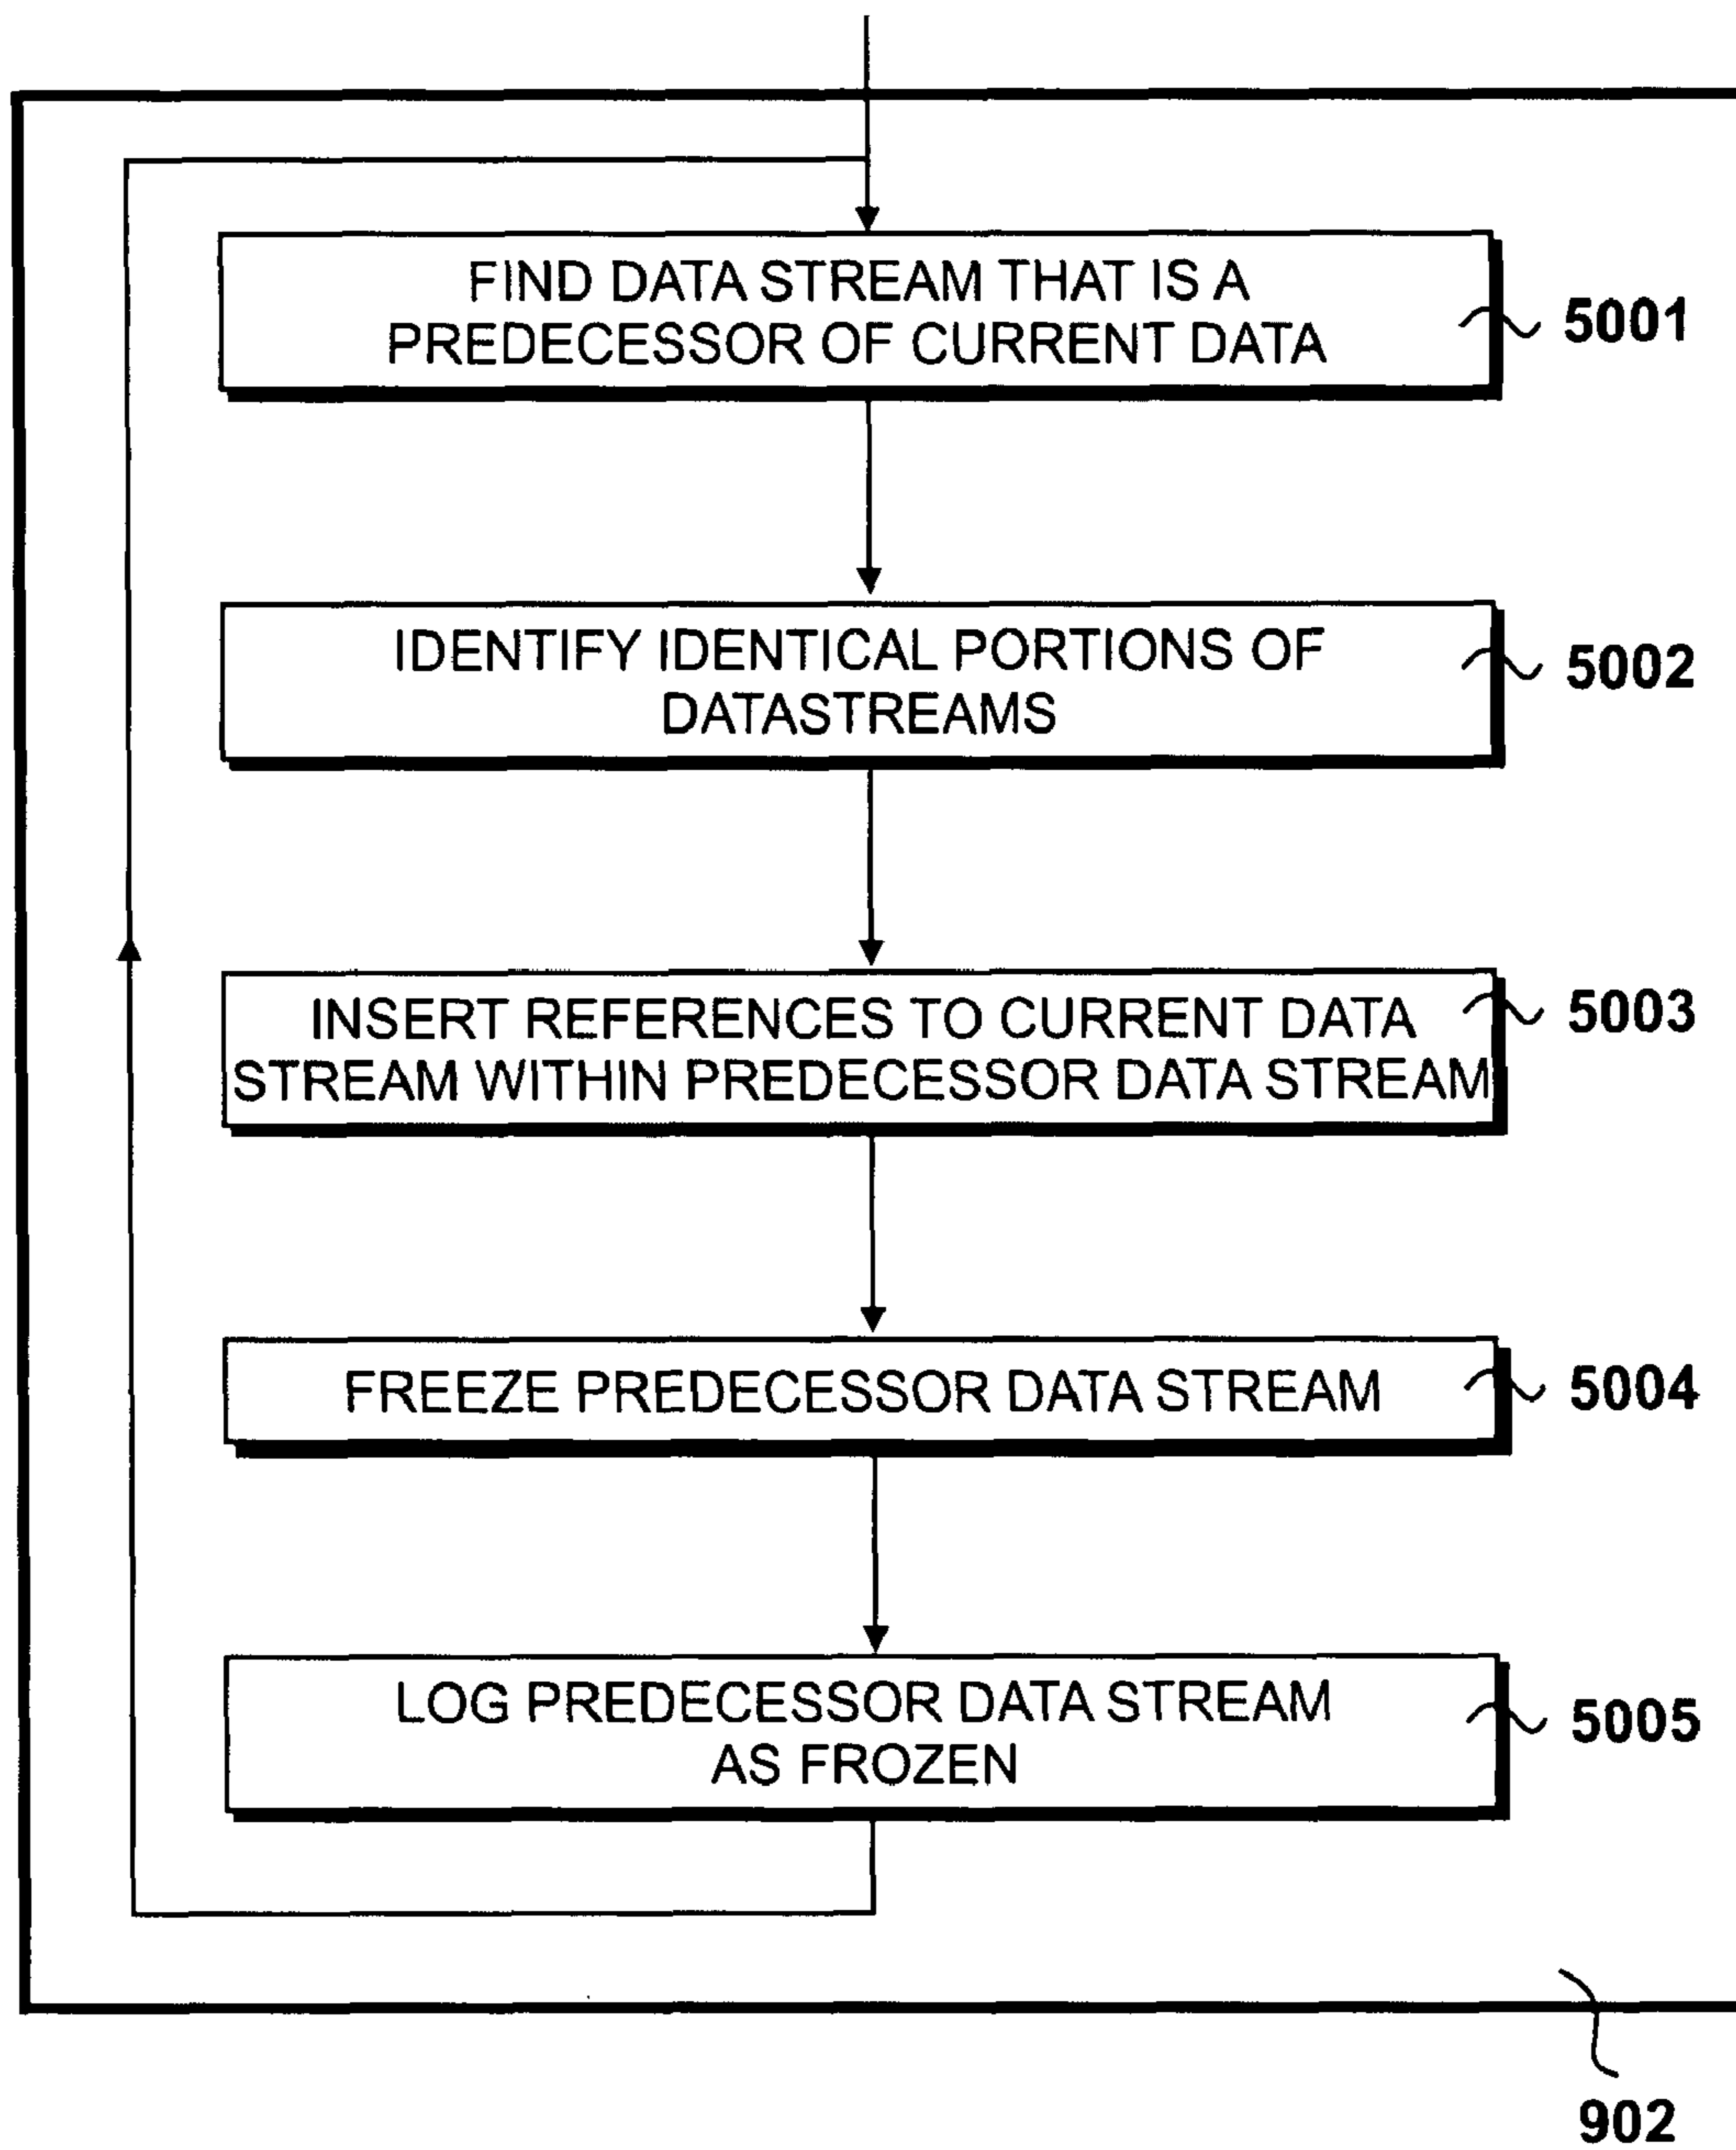 FIND DATA STREAM THAT IS A
PREDECESSOR OF CURRENT DATA
5001
IDENTIFY IDENTICAL PORTIONS OF
DATASTREAMS
5002
INSERT REFERENCES TO CURRENT DATA
STREAM WITHIN PREDECESSOR DATA STREAM
5003
FREEZE PREDECESSOR DATA STREAM
5004
LOG PREDECESSOR DATA STREAM
AS FROZEN
5005
902